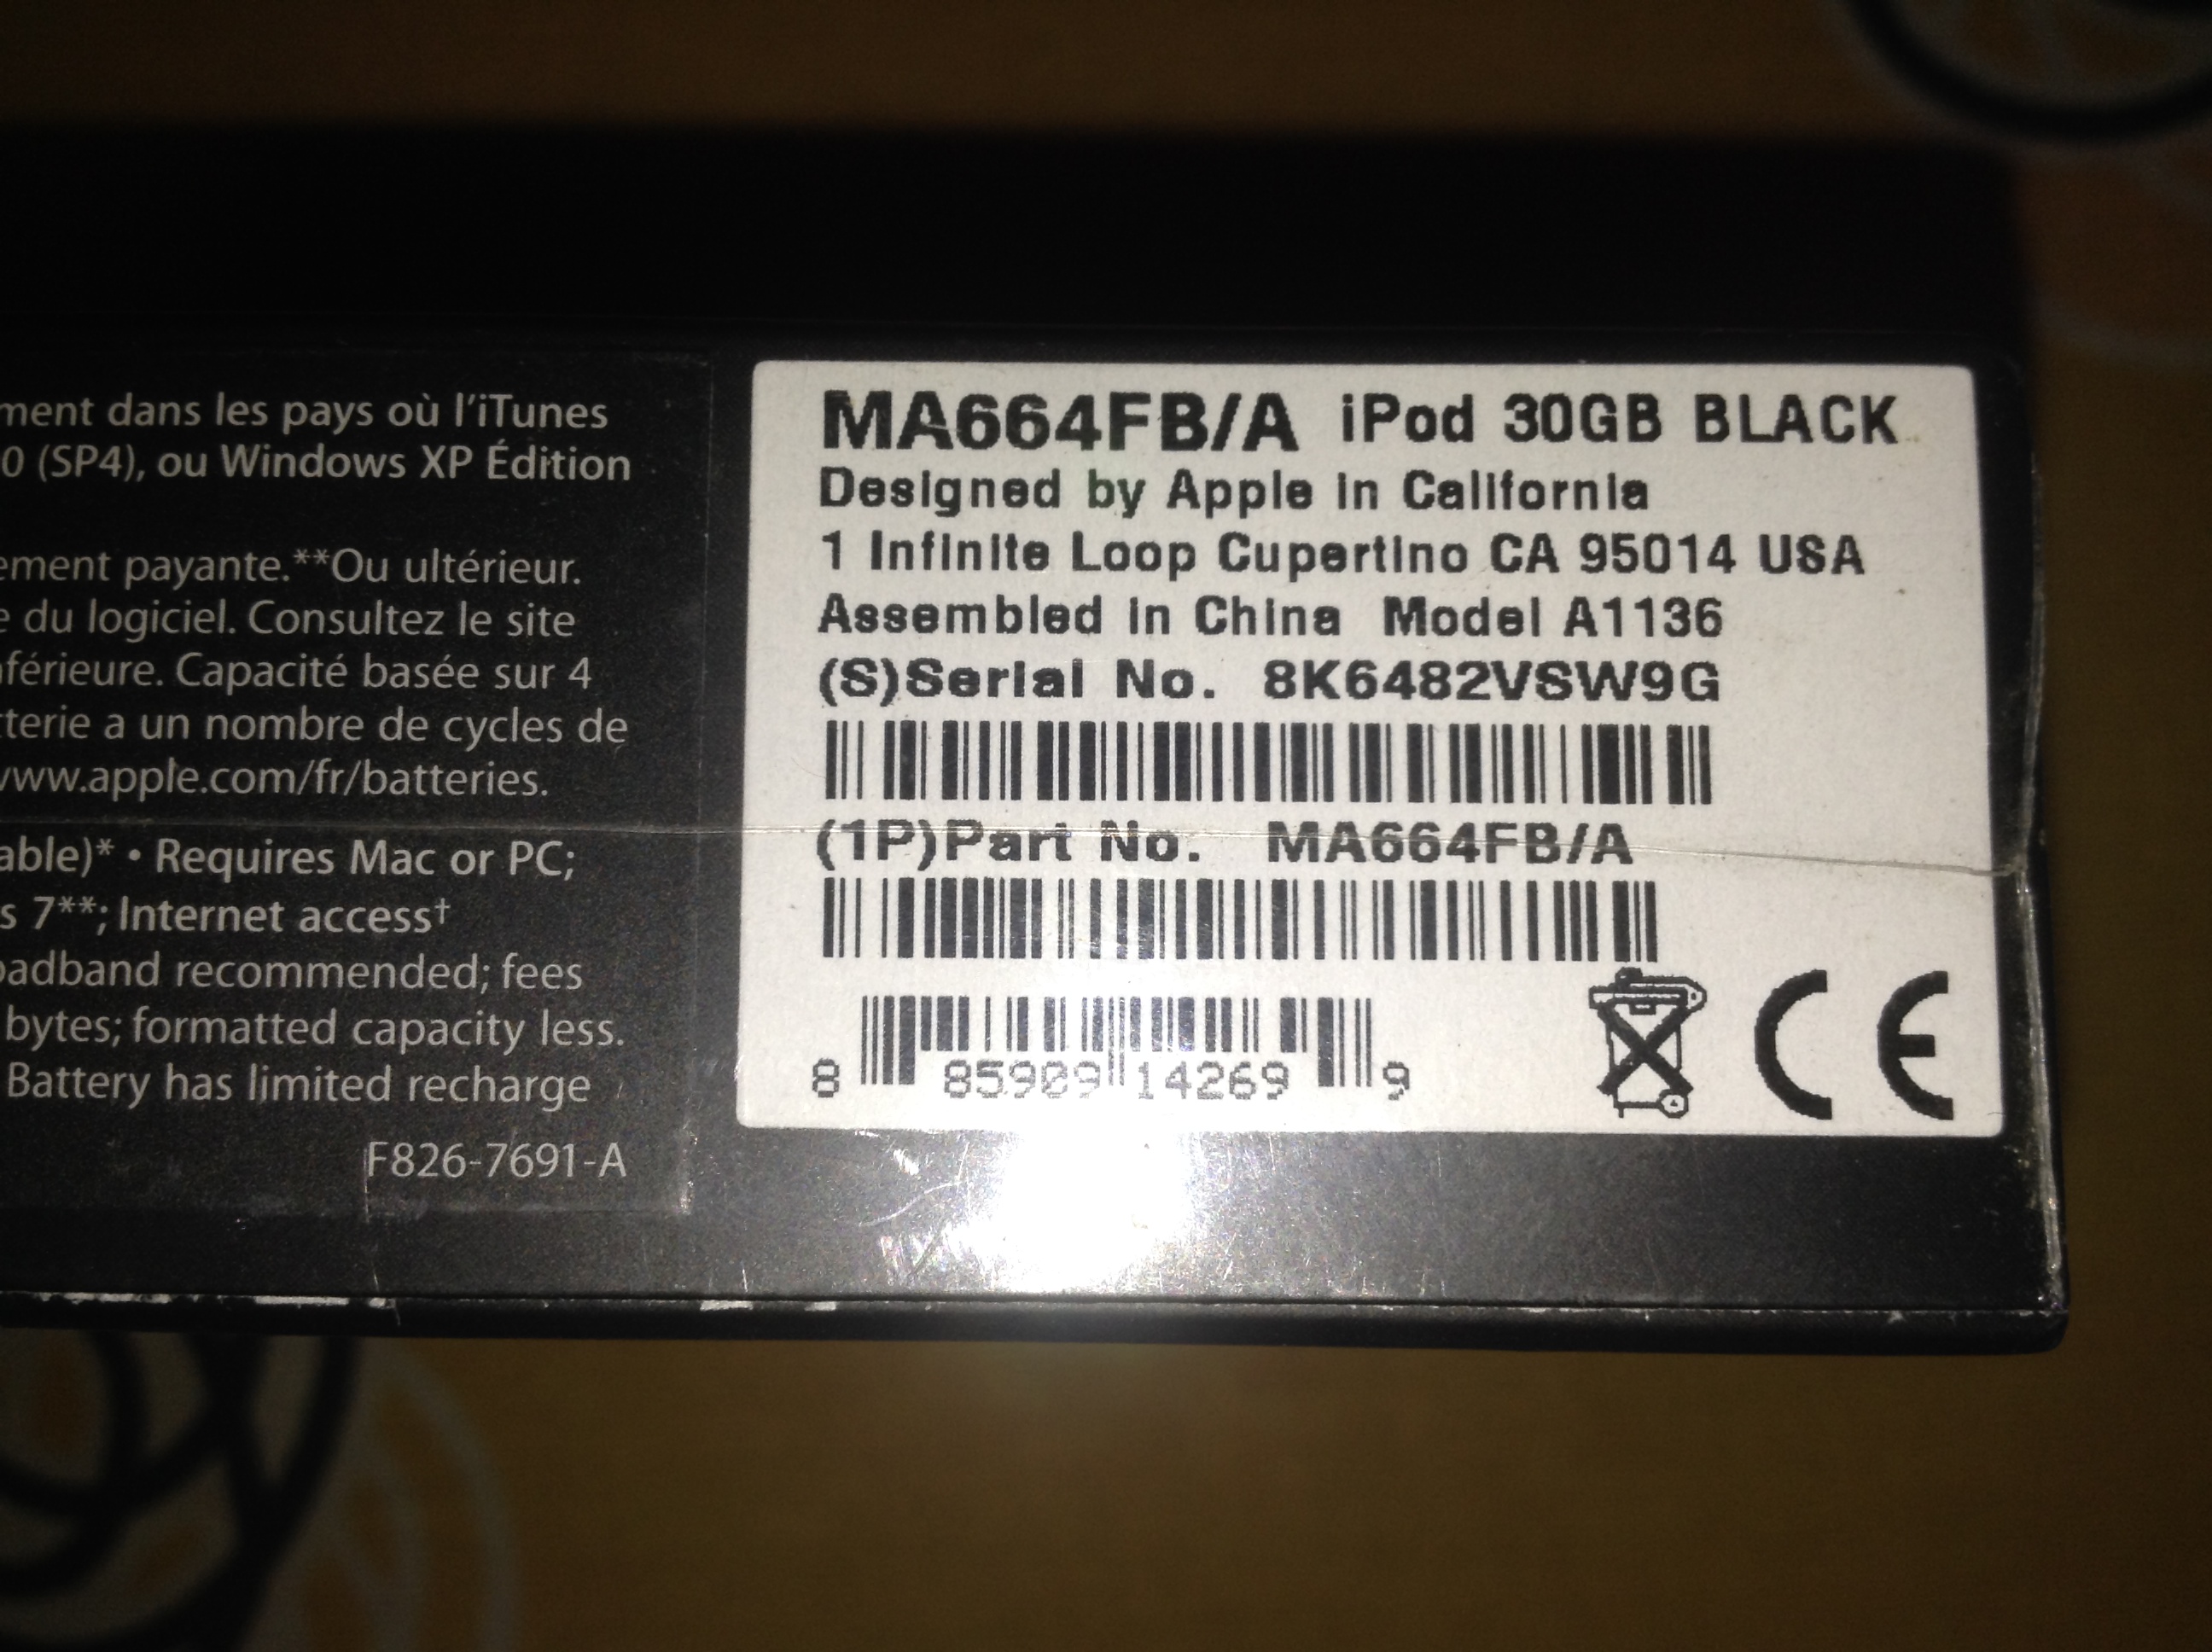 ment dans les pays où l'iTunes
0 (SP4), ou Windows XP Édition
ement payante.**Ou ultérieur.
e du logiciel. Consultez le site
férieure. Capacité basée sur 4
tterie a un nombre de cycles de
www.apple.com/fr/batteries.
able)* • Requires Mac or PC;
s 7**; Internet access†
oadband recommended; fees
bytes; formatted capacity less.
Battery has limited recharge
F826-7691-A
MA664FB/A iPod 30GB BLACK
Designed by Apple in California
1 Infinite Loop Cupertino CA 95014 USA
Assembled in China Model A1136
(S)Serial No. 8K6482VSW9G
(1P)Part No. MA664FB/A
8 85909 14269 9
CE